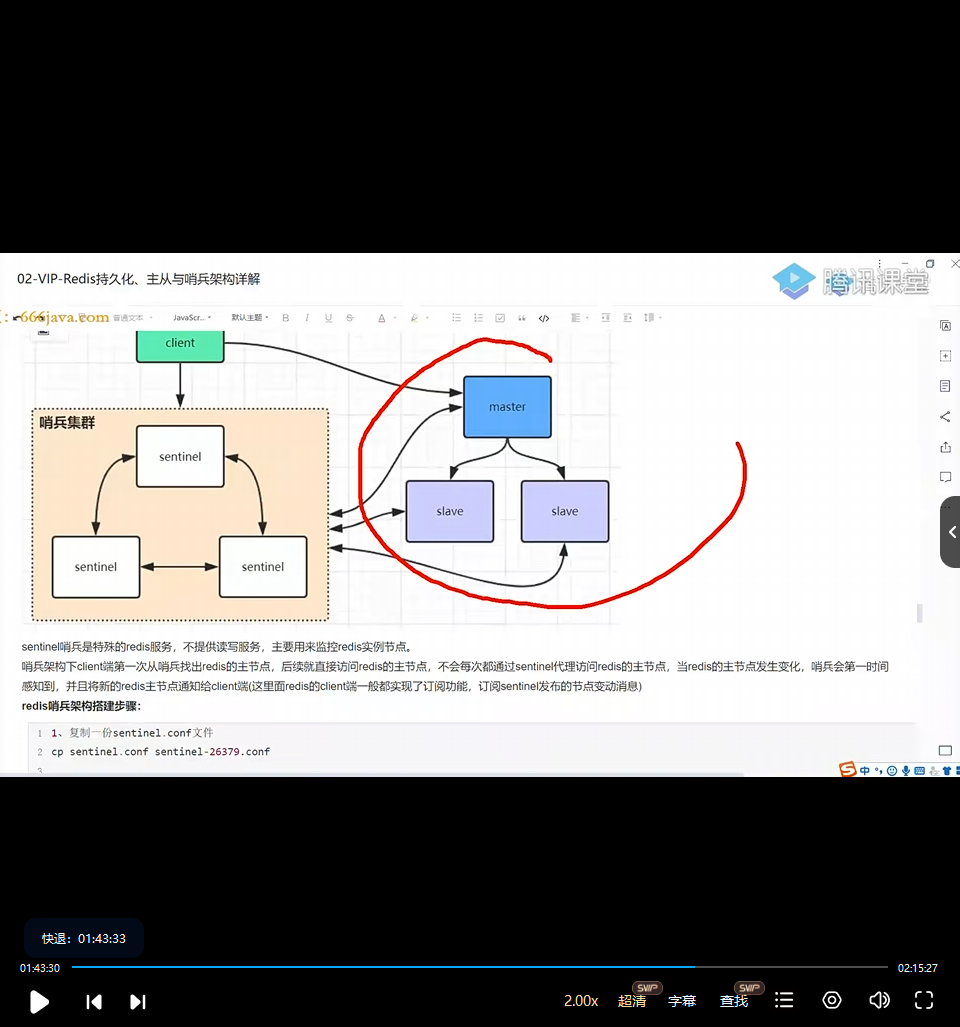 02-VIP-Redis持久化、主从与哨兵架构详解
腾讯课堂
666java.com
普通文本
JavaScr...
默认主题
B I U S A
client
master
哨兵集群
sentinel
slave
slave
sentinel
sentinel
sentinel哨兵是特殊的redis服务，不提供读写服务，主要用来监控redis实例节点。
哨兵架构下client端第一次从哨兵找出redis的主节点，后续就直接访问redis的主节点，不会每次都通过sentinel代理访问redis的主节点，当redis的主节点发生变化，哨兵会第一时间
感知到，并且将新的redis主节点通知给client端(这里面redis的client端一般都实现了订阅功能，订阅sentinel发布的节点变动消息)
redis哨兵架构搭建步骤：
1 1、复制一份sentinel.conf文件
2 cp sentinel.conf sentinel-26379.conf
3
中
快退：01:43:33
01:43:30
02:15:27
2.00x
超清
SVIP
字幕
查找
SVIP